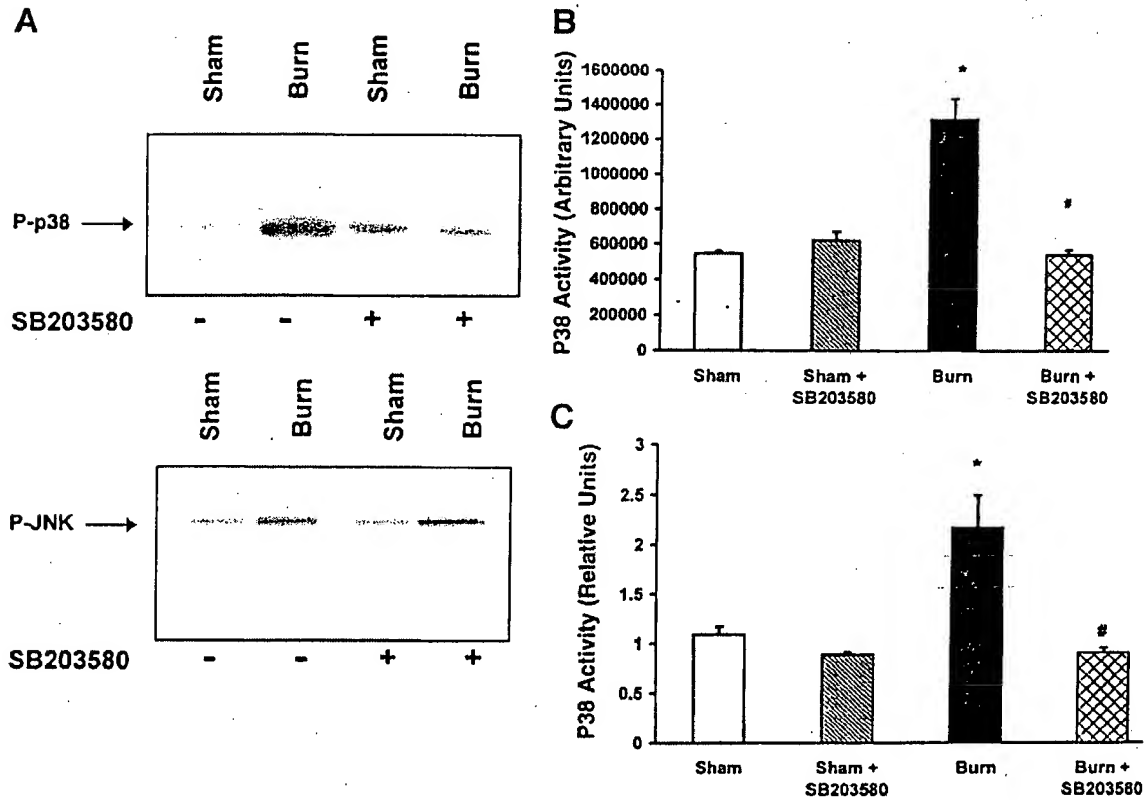 A
Sham Burn Sham Burn
P-p38
SB203580 - - + +
Sham Burn Sham Burn
P-JNK
SB203580 - - + +
B
P38 Activity (Arbitrary Units)
1600000
1400000
1200000
1000000
800000
600000
400000
200000
0
*
#
Sham
Sham +
SB203580
Burn
Burn +
SB203580
C
P38 Activity (Relative Units)
3
2.5
2
1.5
1
0.5
0
*
#
Sham
Sham +
SB203580
Burn
Burn +
SB203580